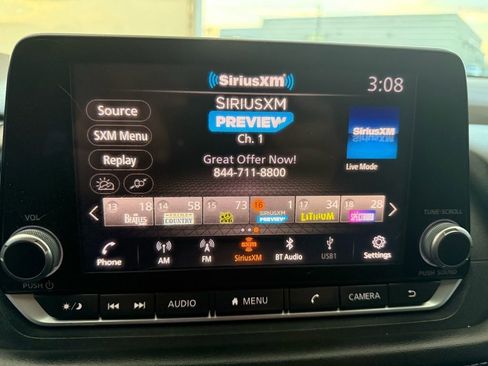 SiriusXM
3:08
Source
SXM Menu
Replay
SIRIUSXM
PREVIEW
Ch. 1
Great Offer Now!
844-711-8800
SiriusXM
Live Mode
13 18
THE BEATLES
14 58
COUNTRY
15 73
16 1
SIRIUSXM
PREVIEW
17 34
LITHIUM
18 28
SPECTRUM
VOL
PUSH
TUNE·SCROLL
PUSH SOUND
Phone
AM
FM
sxm
SiriusXM
BT Audio
USB1
Settings
AUDIO
MENU
CAMERA